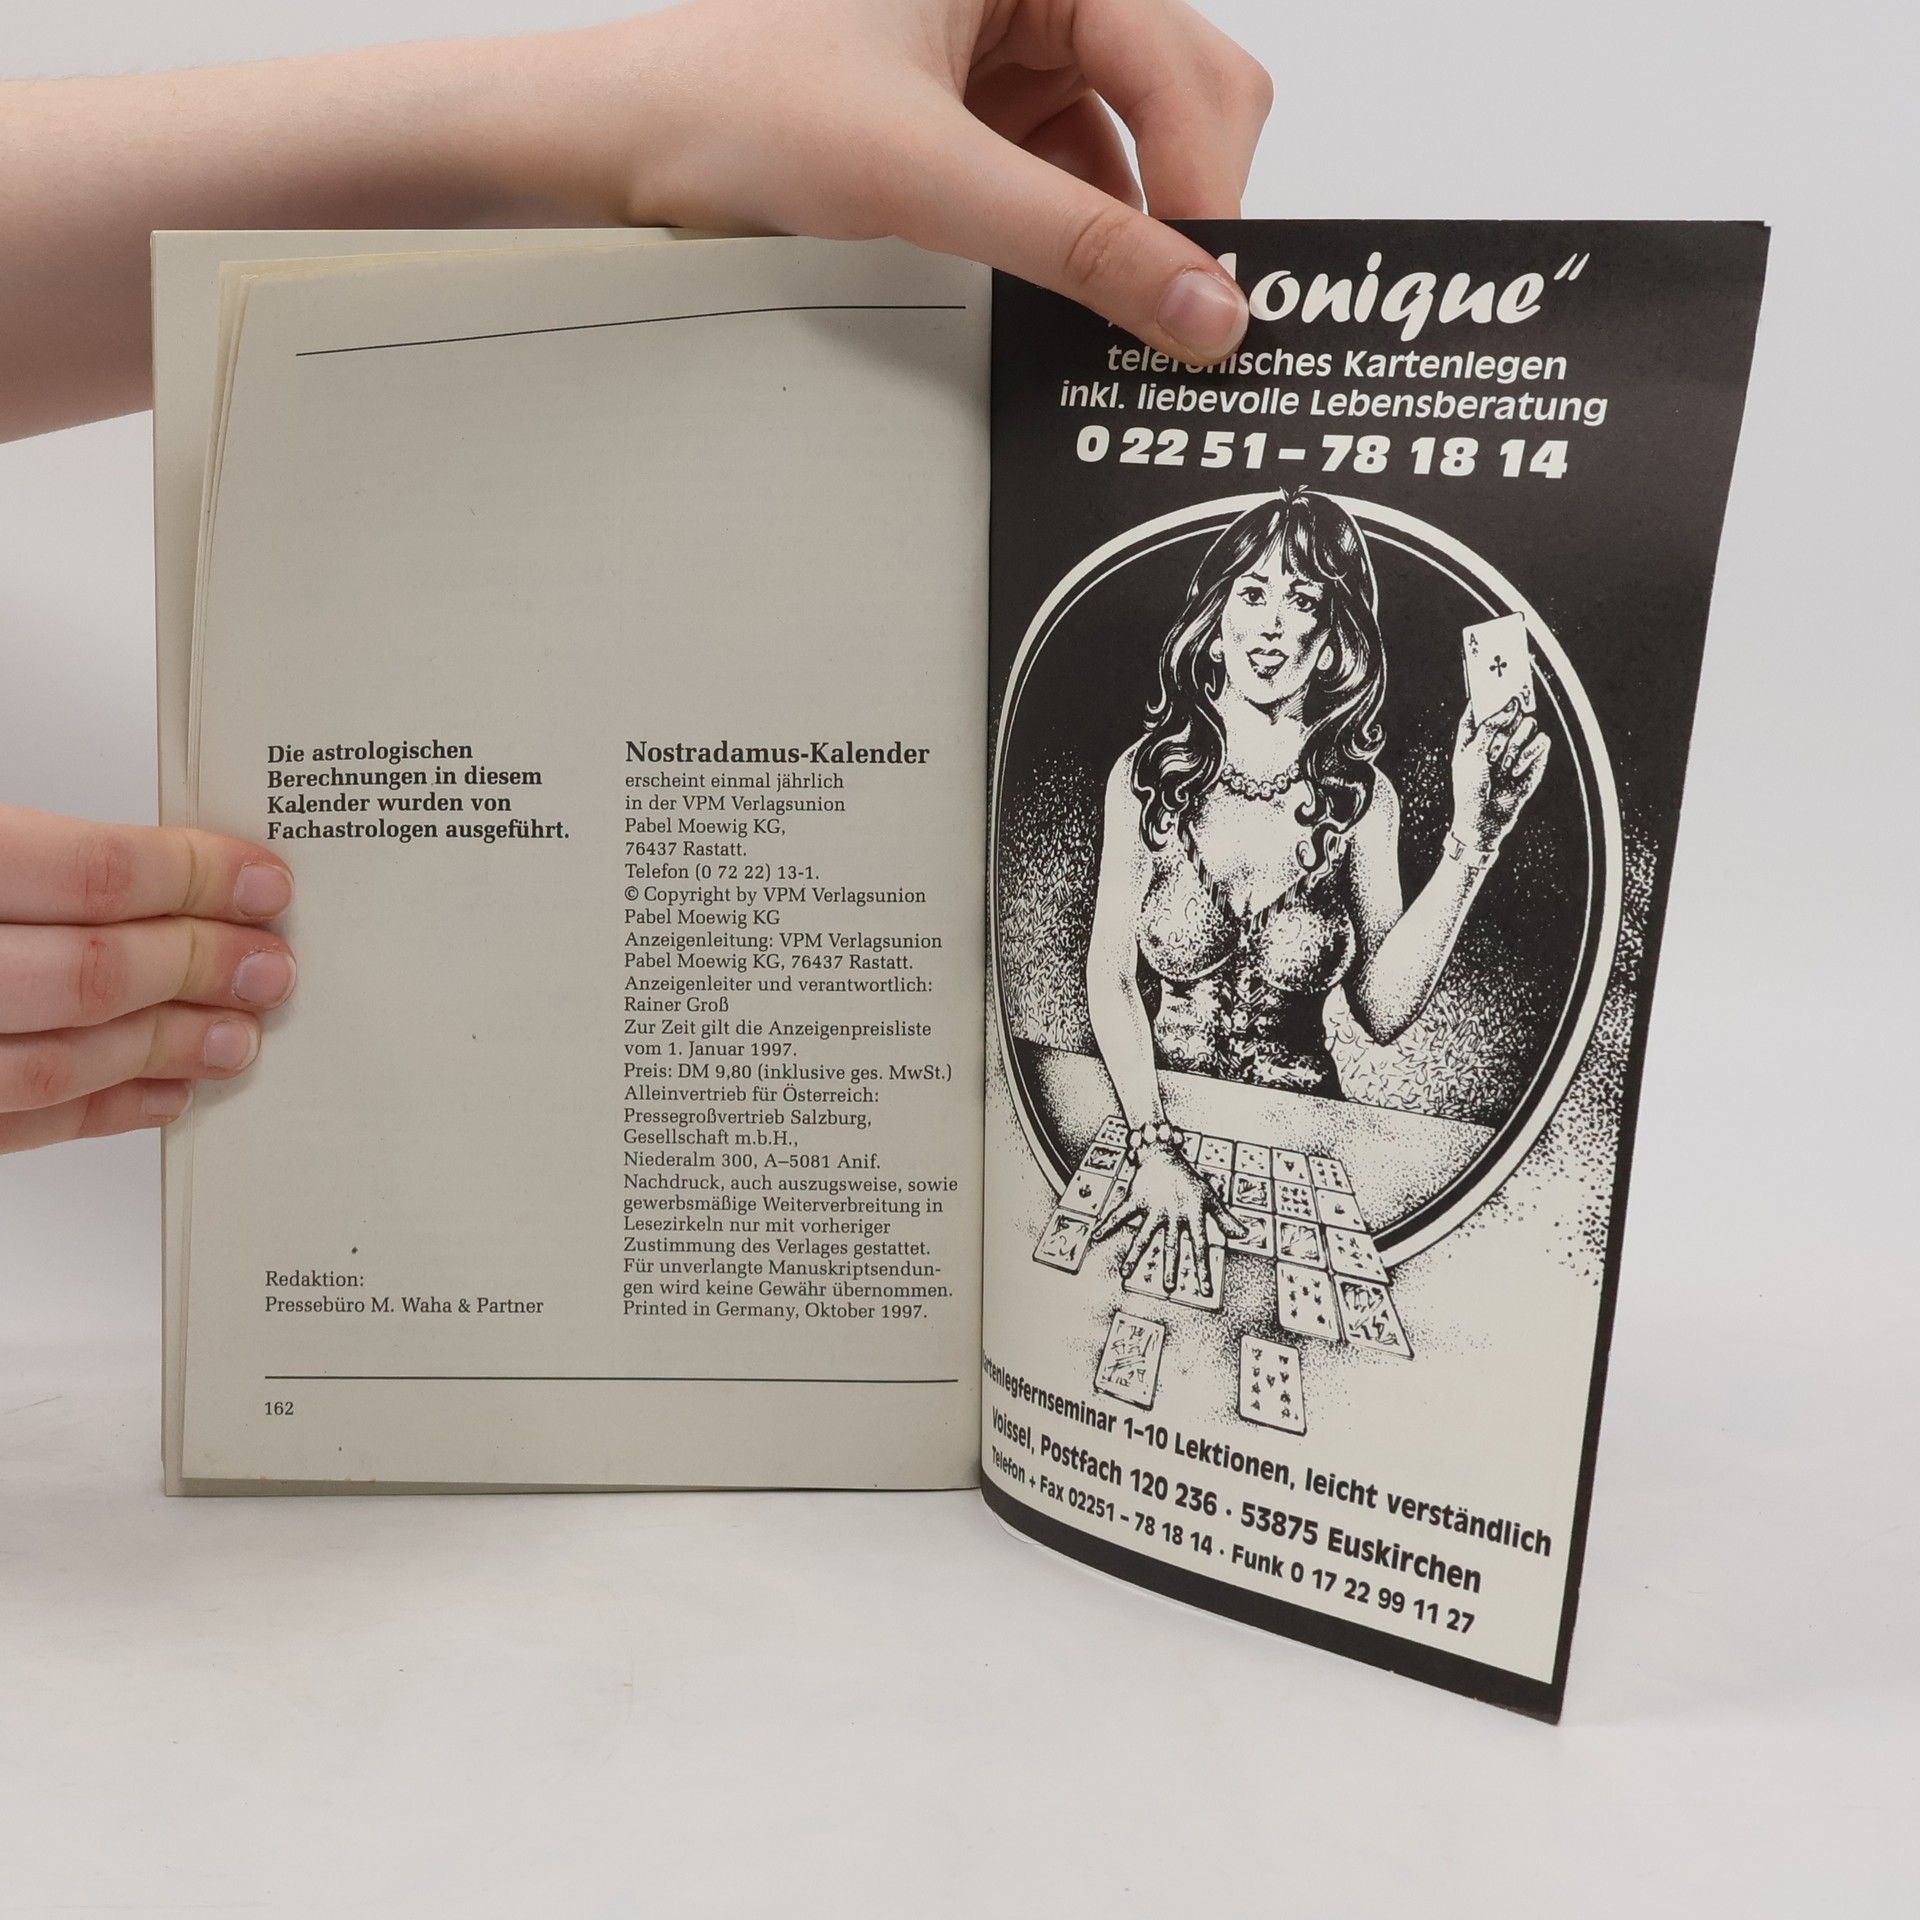 Die astrologischen
Berechnungen in diesem
Kalender wurden von
Fachastrologen ausgeführt.
Redaktion:
Pressebüro M. Waha & Partner
162
Nostradamus-Kalender
erscheint einmal jährlich
in der VPM Verlagsunion
Pabel Moewig KG,
76437 Rastatt.
Telefon (0 72 22) 13-1.
© Copyright by VPM Verlagsunion
Pabel Moewig KG
Anzeigenleitung: VPM Verlagsunion
Pabel Moewig KG, 76437 Rastatt.
Anzeigenleiter und verantwortlich:
Rainer Groß
Zur Zeit gilt die Anzeigenpreisliste
vom 1. Januar 1997.
Preis: DM 9,80 (inklusive ges. MwSt.)
Alleinvertrieb für Österreich:
Pressegroßvertrieb Salzburg,
Gesellschaft m.b.H.,
Niederalm 300, A–5081 Anif.
Nachdruck, auch auszugsweise, sowie
gewerbsmäßige Weiterverbreitung in
Lesezirkeln nur mit vorheriger
Zustimmung des Verlages gestattet.
Für unverlangte Manuskriptsendun-
gen wird keine Gewähr übernommen.
Printed in Germany, Oktober 1997.
onique“
telefonisches Kartenlegen
inkl. liebevolle Lebensberatung
0 22 51 – 78 18 14
A
Kartenlegfernseminar 1–10 Lektionen, leicht verständlich
Voissel, Postfach 120 236 · 53875 Euskirchen
Telefon + Fax 02251 – 78 18 14 · Funk 0 17 22 99 11 27